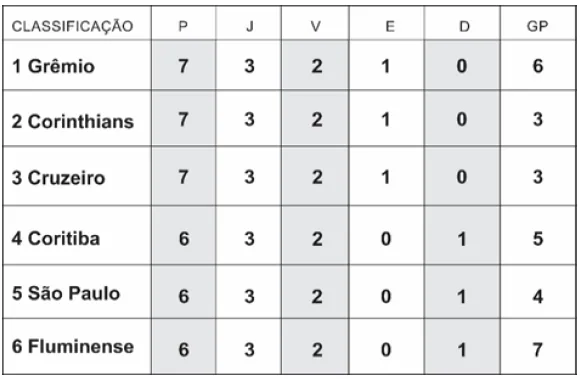 CLASSIFICAÇÃO P J V E D GP
1 Grêmio 7 3 2 1 0 6
2 Corinthians 7 3 2 1 0 3
3 Cruzeiro 7 3 2 1 0 3
4 Coritiba 6 3 2 0 1 5
5 São Paulo 6 3 2 0 1 4
6 Fluminense 6 3 2 0 1 7